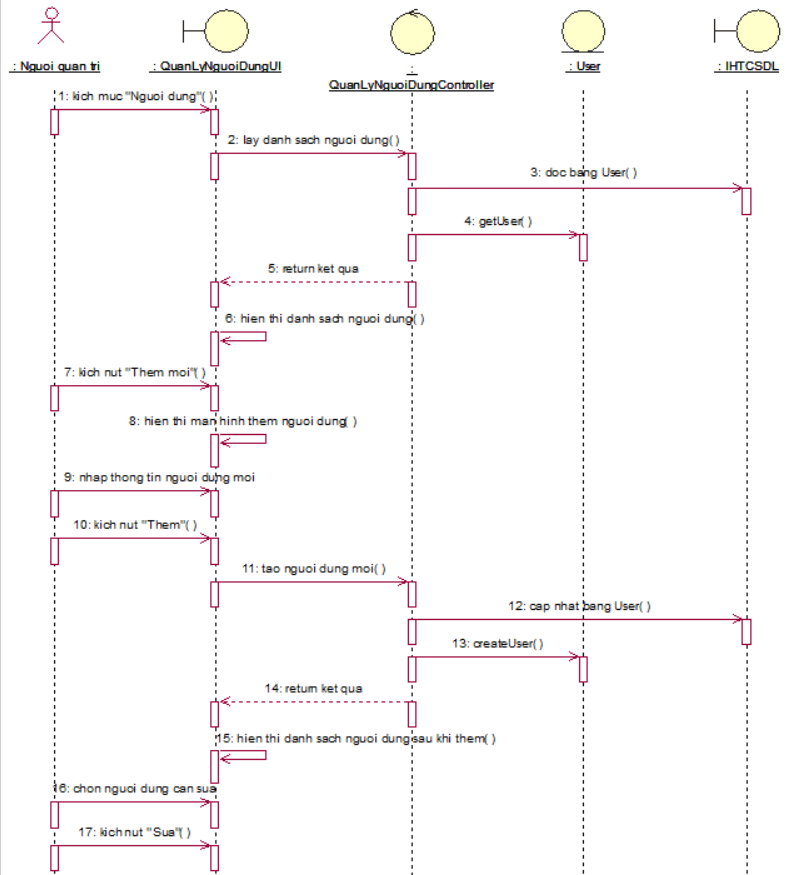 : Nguoi quan tri
: QuanLyNguoiDungUI
:
QuanLyNguoiDungController
: User
: IHTCSDL
1: kich muc "Nguoi dung"( )
2: lay danh sach nguoi dung( )
3: doc bang User( )
4: getUser( )
5: return ket qua
6: hien thi danh sach nguoi dung( )
7: kich nut "Them moi"( )
8: hien thi man hinh them nguoi dung( )
9: nhap thong tin nguoi dung moi
10: kich nut "Them"( )
11: tao nguoi dung moi( )
12: cap nhat bang User( )
13: createUser( )
14: return ket qua
15: hien thi danh sach nguoi dung sau khi them( )
16: chon nguoi dung can sua
17: kich nut "Sua"( )